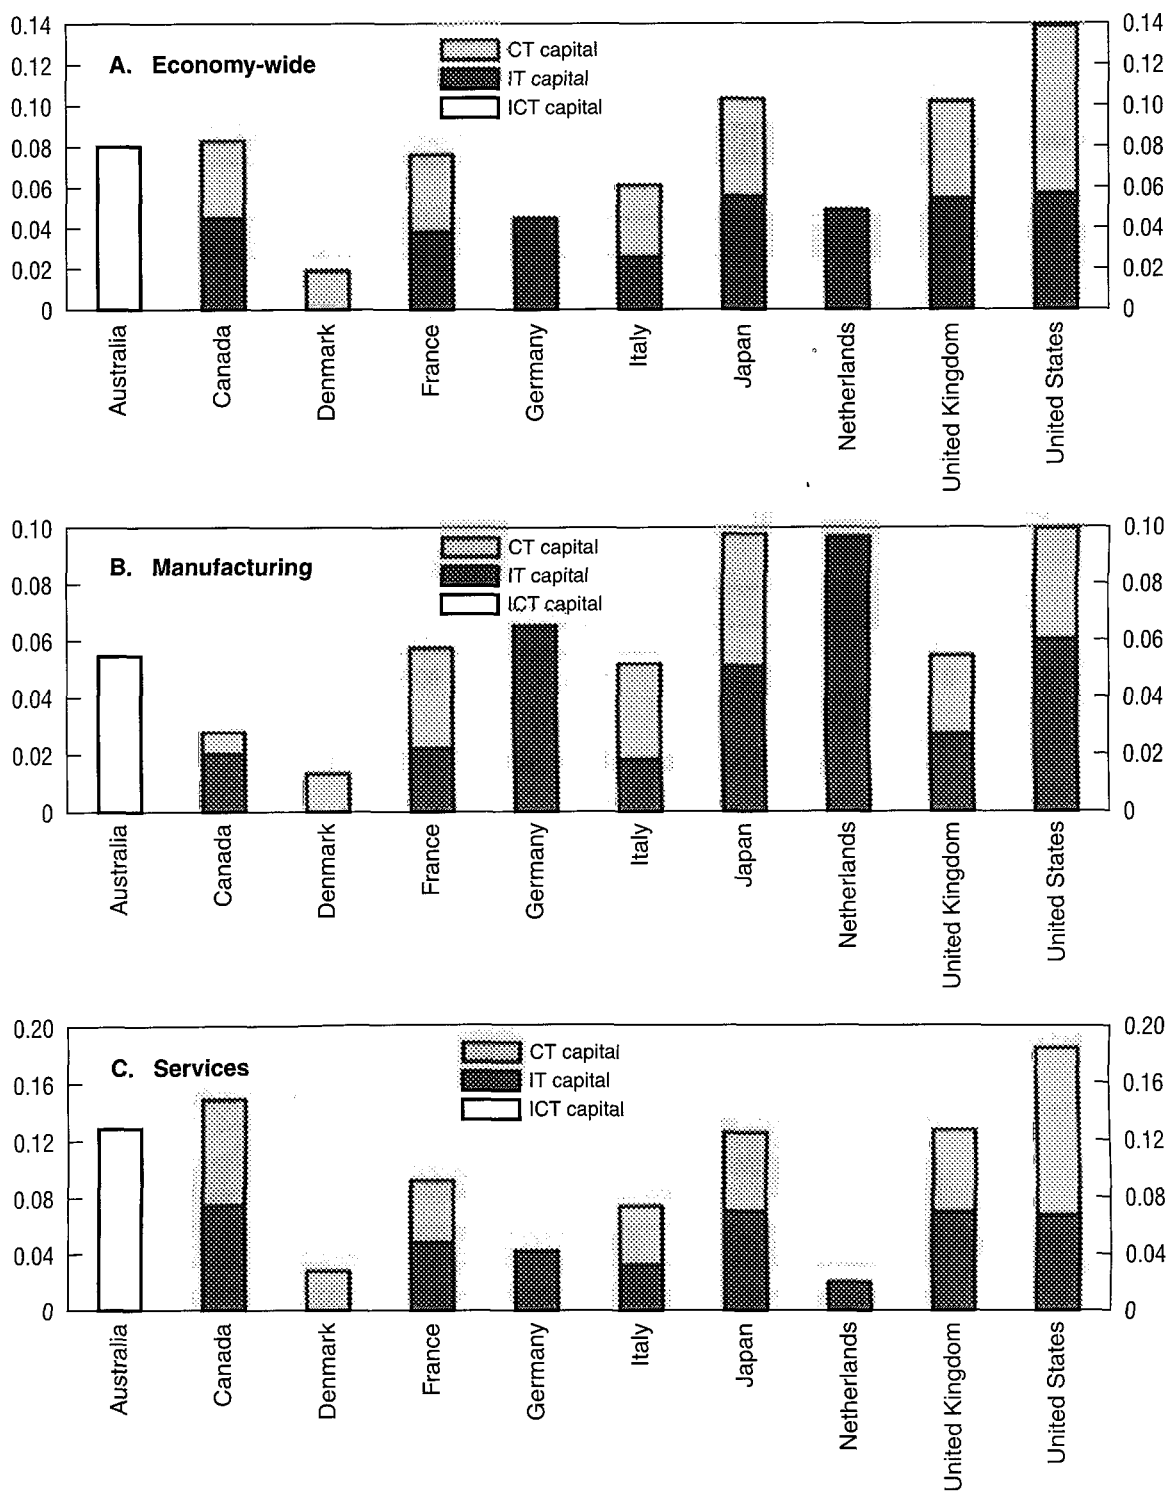 A. Economy-wide
CT capital
IT capital
ICT capital
0.14
0.12
0.10
0.08
0.06
0.04
0.02
0
0.14
0.12
0.10
0.08
0.06
0.04
0.02
0
Australia
Canada
Denmark
France
Germany
Italy
Japan
Netherlands
United Kingdom
United States
B. Manufacturing
CT capital
IT capital
ICT capital
0.10
0.08
0.06
0.04
0.02
0
0.10
0.08
0.06
0.04
0.02
0
Australia
Canada
Denmark
France
Germany
Italy
Japan
Netherlands
United Kingdom
United States
C. Services
CT capital
IT capital
ICT capital
0.20
0.16
0.12
0.08
0.04
0
0.20
0.16
0.12
0.08
0.04
0
Australia
Canada
Denmark
France
Germany
Italy
Japan
Netherlands
United Kingdom
United States